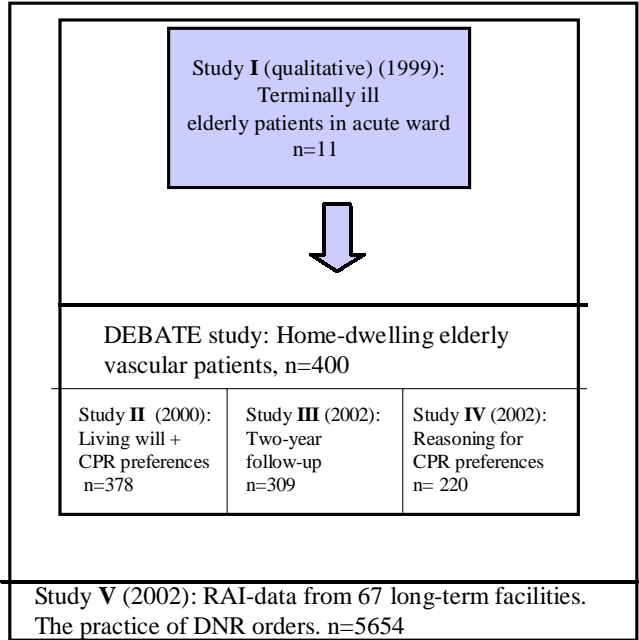 Study I (qualitative) (1999):
Terminally ill
elderly patients in acute ward
n=11
DEBATE study: Home-dwelling elderly
vascular patients, n=400
Study II (2000):
Living will +
CPR preferences
n=378
Study III (2002):
Two-year
follow-up
n=309
Study IV (2002):
Reasoning for
CPR preferences
n= 220
Study V (2002): RAI-data from 67 long-term facilities.
The practice of DNR orders. n=5654